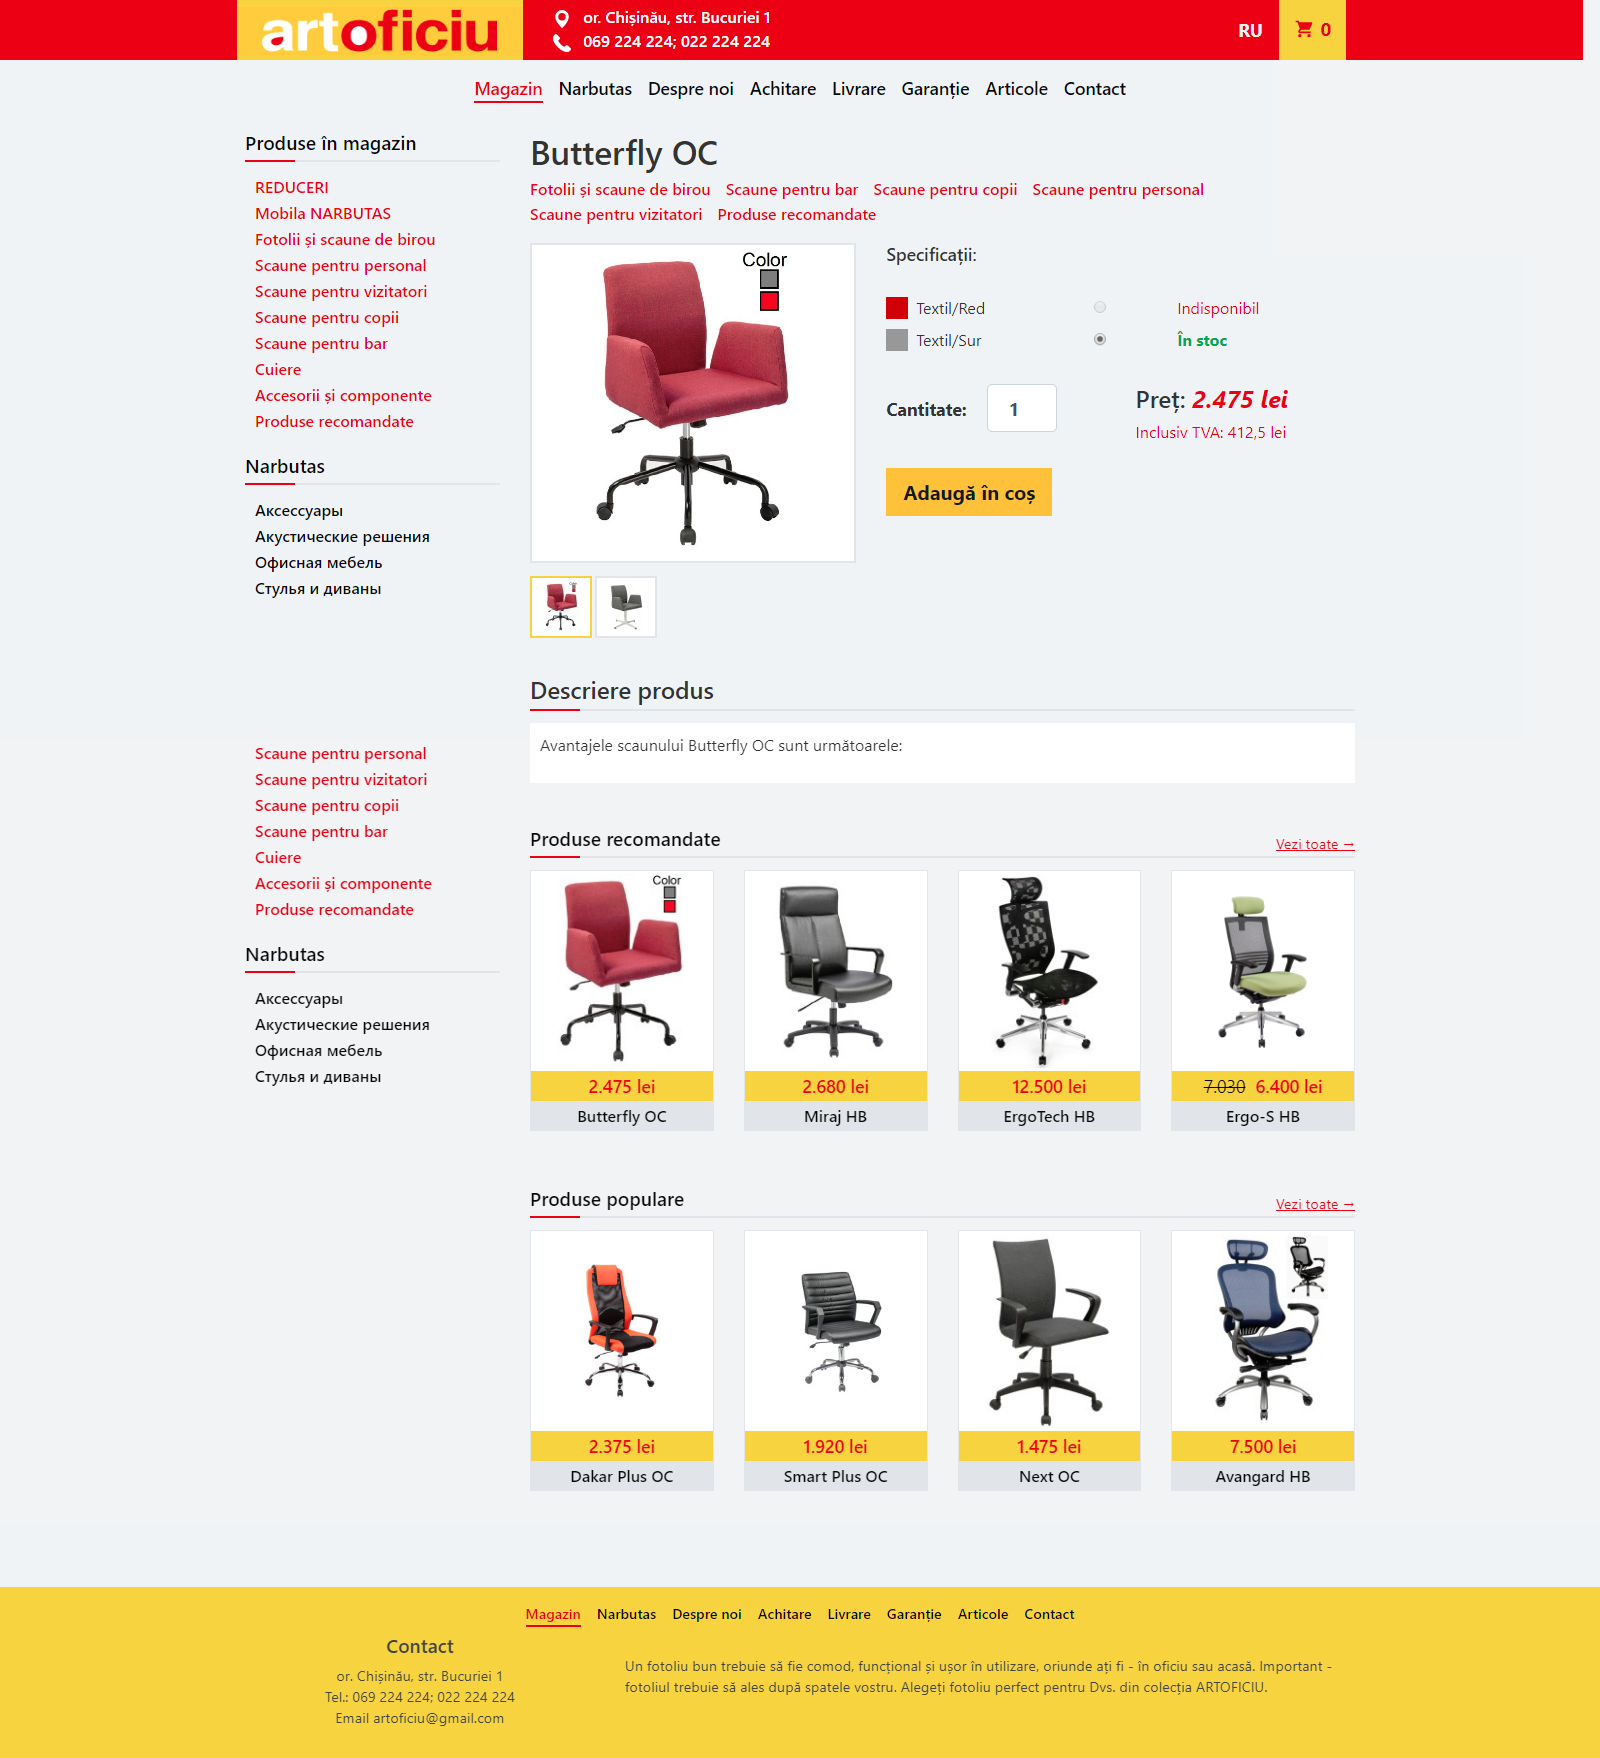 artoficiu
or. Chișinău, str. Bucuriei 1
069 224 224; 022 224 224
RU
0
Magazin Narbutas Despre noi Achitare Livrare Garanție Articole Contact
Produse în magazin
REDUCERI
Mobila NARBUTAS
Fotolii și scaune de birou
Scaune pentru personal
Scaune pentru vizitatori
Scaune pentru copii
Scaune pentru bar
Cuiere
Accesorii și componente
Produse recomandate
Narbutas
Аксессуары
Акустические решения
Офисная мебель
Стулья и диваны
Butterfly OC
Fotolii și scaune de birou Scaune pentru bar Scaune pentru copii Scaune pentru personal
Scaune pentru vizitatori Produse recomandate
Color
Specificații:
Textil/Red Indisponibil
Textil/Sur În stoc
Cantitate: 1
Preț: 2.475 lei
Inclusiv TVA: 412,5 lei
Adaugă în coș
Descriere produs
Avantajele scaunului Butterfly OC sunt următoarele:
Scaune pentru personal
Scaune pentru vizitatori
Scaune pentru copii
Scaune pentru bar
Cuiere
Accesorii și componente
Produse recomandate
Narbutas
Аксессуары
Акустические решения
Офисная мебель
Стулья и диваны
Produse recomandate Vezi toate →
Color
2.475 lei 2.680 lei 12.500 lei 7.030 6.400 lei
Butterfly OC Miraj HB ErgoTech HB Ergo-S HB
Produse populare Vezi toate →
2.375 lei 1.920 lei 1.475 lei 7.500 lei
Dakar Plus OC Smart Plus OC Next OC Avangard HB
Magazin Narbutas Despre noi Achitare Livrare Garanție Articole Contact
Contact
or. Chișinău, str. Bucuriei 1
Tel.: 069 224 224; 022 224 224
Email artoficiu@gmail.com
Un fotoliu bun trebuie să fie comod, funcțional și ușor în utilizare, oriunde ați fi - în oficiu sau acasă. Important -
fotoliul trebuie să ales după spatele vostru. Alegeți fotoliu perfect pentru Dvs. din colecția ARTOFICIU.